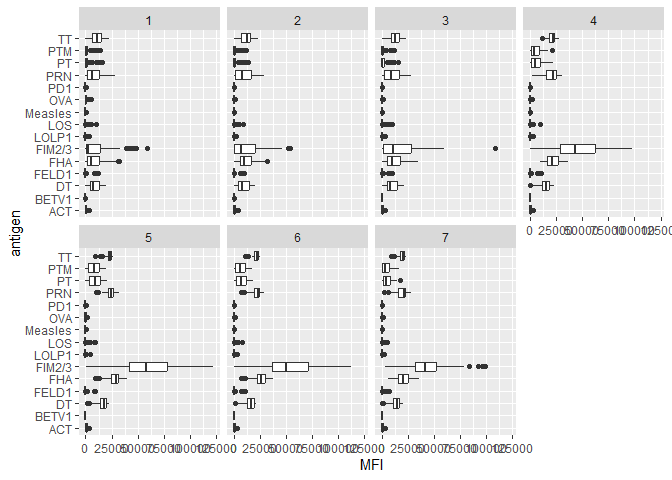 1 2 3 4
TT
PTM
PT
PRN
PD1
OVA
Measles
LOS
LOLP1
FIM2/3
FHA
FELD1
DT
BETV1
ACT
0 25000 50000 75000 100000 125000
antigen
5 6 7
TT
PTM
PT
PRN
PD1
OVA
Measles
LOS
LOLP1
FIM2/3
FHA
FELD1
DT
BETV1
ACT
0 25000 50000 75000 100000 125000 0 25000 50000 75000 100000 125000 0 25000 50000 75000 100000 125000
MFI